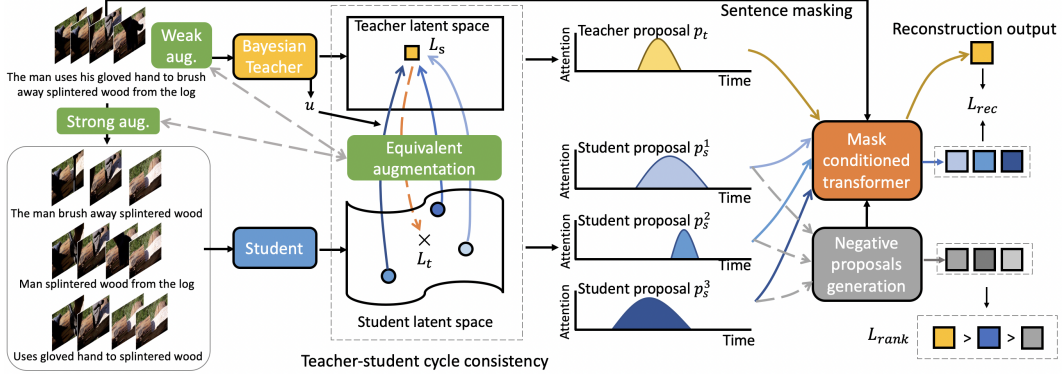 Sentence masking
Weak
aug.
Bayesian
Teacher
Teacher latent space
L_s
Teacher proposal p_t
Attention
Time
Reconstruction output
The man uses his gloved hand to brush
away splintered wood from the log
u
L_rec
Strong aug.
Equivalent
augmentation
Student proposal p_s^1
Attention
Time
Mask
conditioned
transformer
The man brush away splintered wood
Student
L_t
Student proposal p_s^2
Attention
Time
Negative
proposals
generation
Man splintered wood from the log
Student proposal p_s^3
Attention
Time
Student latent space
L_rank
> >
Uses gloved hand to splintered wood
Teacher-student cycle consistency